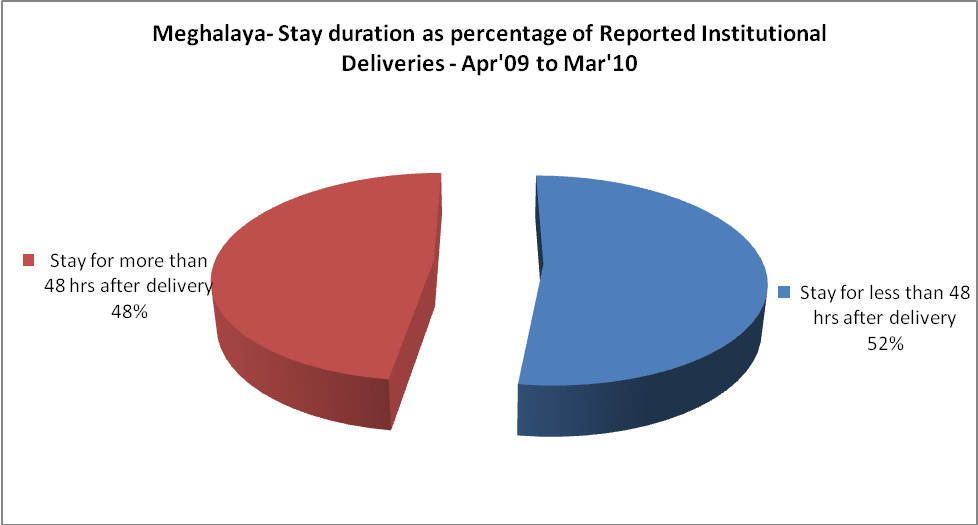 Meghalaya- Stay duration as percentage of Reported Institutional
Deliveries - Apr'09 to Mar'10
Stay for more than
48 hrs after delivery
48%
Stay for less than 48
hrs after delivery
52%